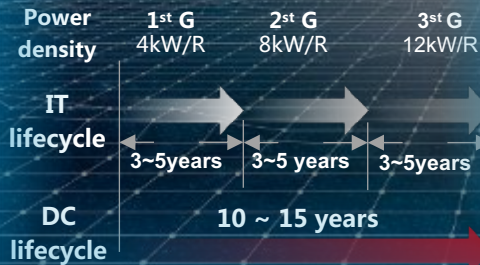 Power density
1st G
4kW/R
2st G
8kW/R
3st G
12kW/R
IT lifecycle
3~5years
3~5 years
3~5years
DC lifecycle
10 ~ 15 years